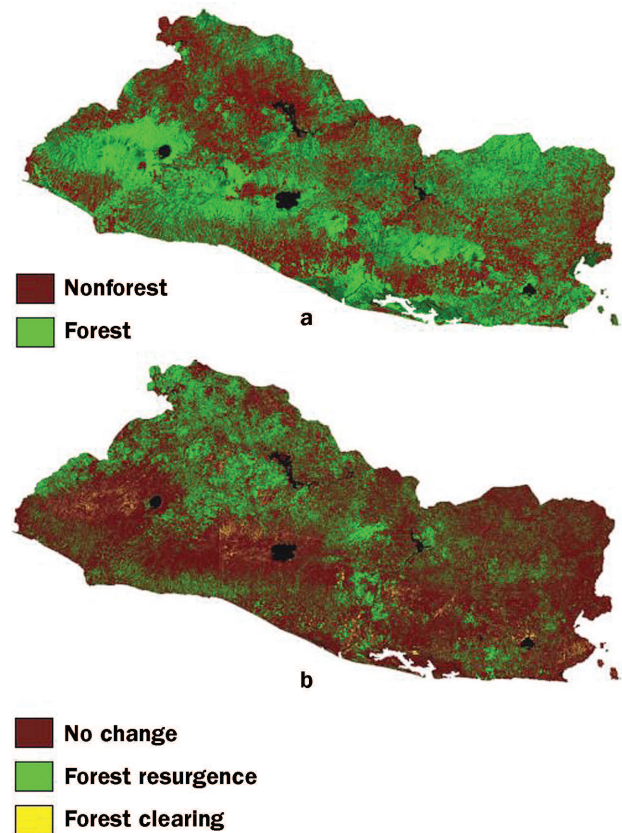 Nonforest
Forest
a
b
No change
Forest resurgence
Forest clearing